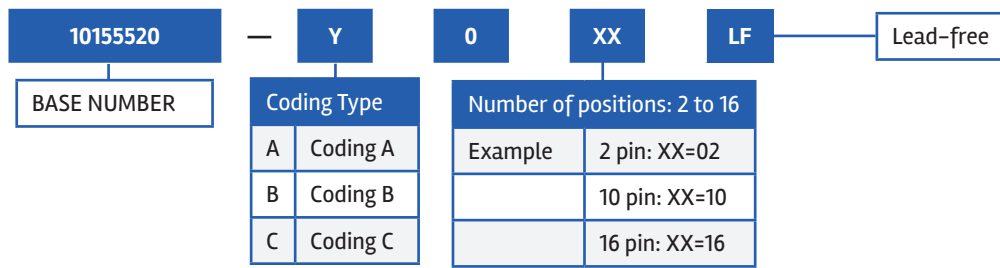 10155520 — Y 0 XX LF Lead-free
BASE NUMBER
Coding Type
A Coding A
B Coding B
C Coding C
Number of positions: 2 to 16
Example 2 pin: XX=02
10 pin: XX=10
16 pin: XX=16